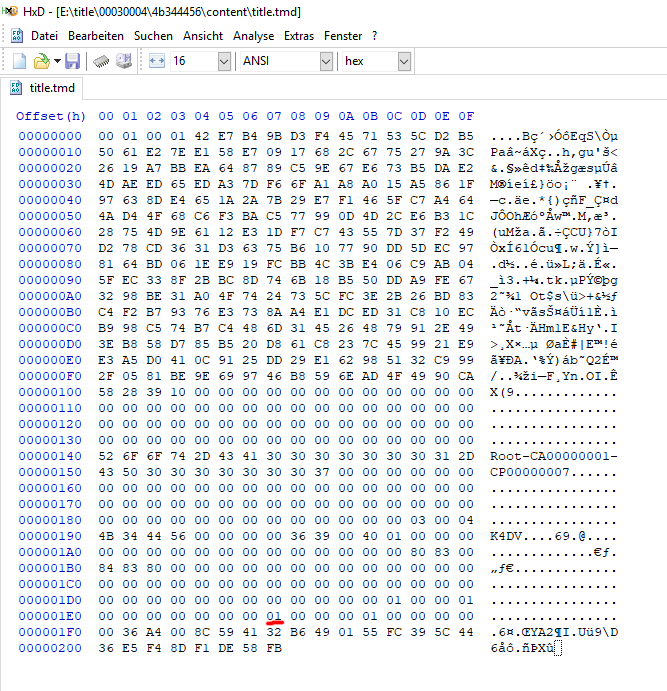 HxD - [E:\title\00030004\4b344456\content\title.tmd]
Datei Bearbeiten Suchen Ansicht Analyse Extras Fenster ?
16 ANSI hex
title.tmd
Offset(h) 00 01 02 03 04 05 06 07 08 09 0A 0B 0C 0D 0E 0F
00000000 00 01 00 01 42 E7 B4 9B D3 F4 45 71 53 5C D2 B5 ....Bç´›ÓôEqS\Òµ
00000010 50 61 E2 7E E1 58 E7 09 17 68 2C 67 75 27 9A 3C Paâ~áXç..h,gu'š<
00000020 26 19 A7 BB EA 64 87 89 C5 9E 67 E6 73 B5 DA E2 &.§»êd‡‰Åžgæsµúâ
00000030 4D AE ED 65 ED A3 7D F6 6F A1 A8 A0 15 A5 86 1F M®íeí£}öo¡¨ .¥†.
00000040 97 63 8D E4 65 1A 2A 7B 29 E7 F1 46 5F C7 A4 64 —c.äe.*{)çñF_Ç¤d
00000050 4A D4 4F 68 C6 F3 BA C5 77 99 0D 4D 2C E6 B3 1C JÔOhÆóºÅw™.M,æ³.
00000060 28 75 4D 9E 61 12 E3 1D F7 C7 43 55 7D 37 F2 49 (uMža.ã.÷ÇCU}7òI
00000070 D2 78 CD 36 31 D3 63 75 B6 10 77 90 DD 5D EC 97 ÒxÍ61Ócu¶.w.Ý]ì—
00000080 81 64 BD 06 1E E9 19 FC BB 4C 3B E4 06 C9 AB 04 .d½..é.ü»L;ä.É«.
00000090 5F EC 33 8F 2B BC 8D 74 6B 18 B5 50 DD A9 FE 67 _ì3.+¼.tk.µPÝ©þg
000000A0 32 98 BE 31 A0 4F 74 24 73 5C FC 3E 2B 26 BD 83 2˜¾1 Ot$s\ü>+&½ƒ
000000B0 C4 F2 B7 93 76 E3 73 8A A4 E1 DC ED 31 C8 10 EC Äò·“vãsŠ¤áÜí1È.ì
000000C0 B9 98 C5 74 B7 C4 48 6D 31 45 26 48 79 91 2E 49 ¹˜Åt·ÄHm1E&Hy‘.I
000000D0 3E B8 58 D7 85 B5 20 D8 61 C8 23 7C 45 99 21 E9 >¸X×…µ ØaÈ#|E™!é
000000E0 E3 A5 D0 41 0C 91 25 DD 29 E1 62 98 51 32 C9 99 ã¥ÐA.‘%Ý)áb˜Q2É™
000000F0 2F 05 81 BE 9E 69 97 46 B8 59 6E AD 4F 49 90 CA /..¾ži—F¸Yn.OI.Ê
00000100 58 28 39 10 00 00 00 00 00 00 00 00 00 00 00 00 X(9.............
00000110 00 00 00 00 00 00 00 00 00 00 00 00 00 00 00 00 ................
00000120 00 00 00 00 00 00 00 00 00 00 00 00 00 00 00 00 ................
00000130 00 00 00 00 00 00 00 00 00 00 00 00 00 00 00 00 ................
00000140 52 6F 6F 74 2D 43 41 30 30 30 30 30 30 30 31 2D Root-CA00000001-
00000150 43 50 30 30 30 30 30 30 30 37 00 00 00 00 00 00 CP00000007......
00000160 00 00 00 00 00 00 00 00 00 00 00 00 00 00 00 00 ................
00000170 00 00 00 00 00 00 00 00 00 00 00 00 00 00 00 00 ................
00000180 00 00 00 00 00 00 00 00 00 00 00 00 00 03 00 04 ................
00000190 4B 34 44 56 00 00 00 00 36 39 00 40 01 00 00 00 K4DV....69.@....
000001A0 00 00 00 00 00 00 00 00 00 00 00 00 00 80 83 00 .............€ƒ.
000001B0 84 83 80 00 00 00 00 00 00 00 00 00 00 00 00 00 „ƒ€.............
000001C0 00 00 00 00 00 00 00 00 00 00 00 00 00 00 00 00 ................
000001D0 00 00 00 00 00 00 00 00 00 00 00 00 01 00 00 01 ................
000001E0 00 00 00 00 00 00 00 01 00 00 00 01 00 00 00 00 ................
000001F0 00 36 A4 00 8C 59 41 32 B6 49 01 55 FC 39 5C 44 .6¤.ŒYA2¶I.Uü9\D
00000200 36 E5 F4 8D F1 DE 58 FB 6åô.ñÞXû